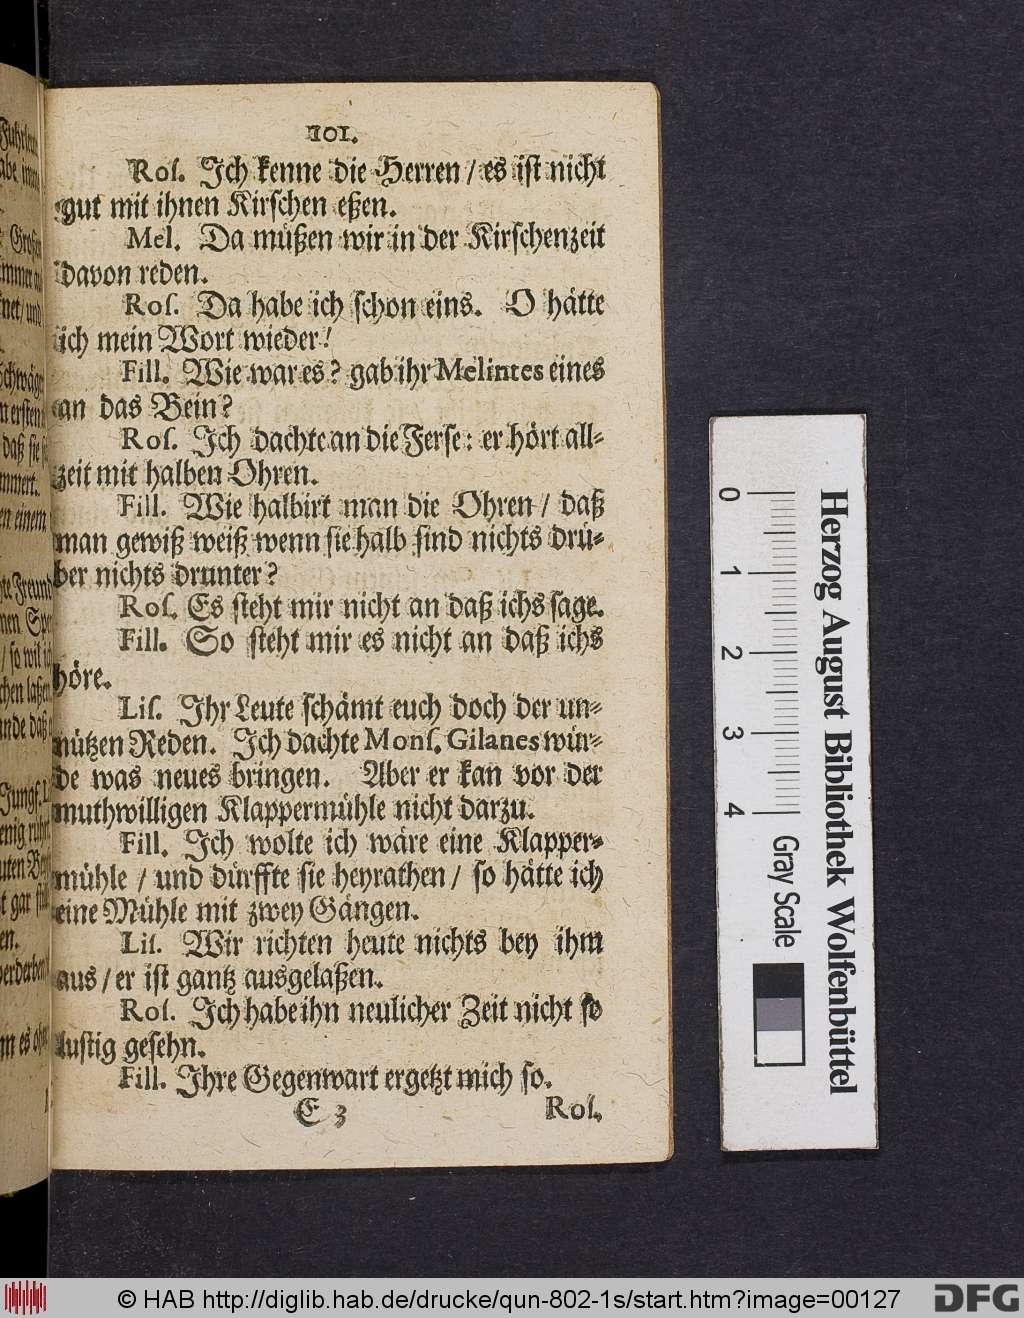 101.
Rol. Ich kenne die Herren / es ist nicht
gut mit ihnen Kirschen eßen.
Mel. Da müßen wir in der Kirschenzeit
davon reden.
Rol. Da habe ich schon eins. O hätte
ich mein Wort wieder!
Fill. Wie war es? gab ihr Melintes eines
an das Bein?
Rol. Ich dachte an die Ferse: er hört all-
zeit mit halben Ohren.
Fill. Wie halbirt man die Ohren / daß
man gewiß weiß wenn sie halb sind nichts drü-
ber nichts drunter?
Rol. Es steht mir nicht an daß ichs sage.
Fill. So steht mir es nicht an daß ichs
höre.
Lis. Ihr Leute schämt euch doch der un-
nützen Reden. Ich dachte Mons. Gilanes wür-
de was neues bringen. Aber er kan vor der
muthwilligen Klappermühle nicht darzu.
Fill. Ich wolte ich wäre eine Klapper-
mühle / und dürffte sie heyrathen / so hätte ich
eine Mühle mit zwey Gängen.
Lis. Wir richten heute nichts bey ihm
aus / er ist gantz ausgelaßen.
Rol. Ich habe ihn neulicher Zeit nicht so
lustig gesehn.
Fill. Ihre Gegenwart ergetzt mich so.
E 3 Rol.
0 1 2 3 4 Gray Scale
Herzog August Bibliothek Wolfenbüttel
© HAB http://diglib.hab.de/drucke/qun-802-1s/start.htm?image=00127
DFG